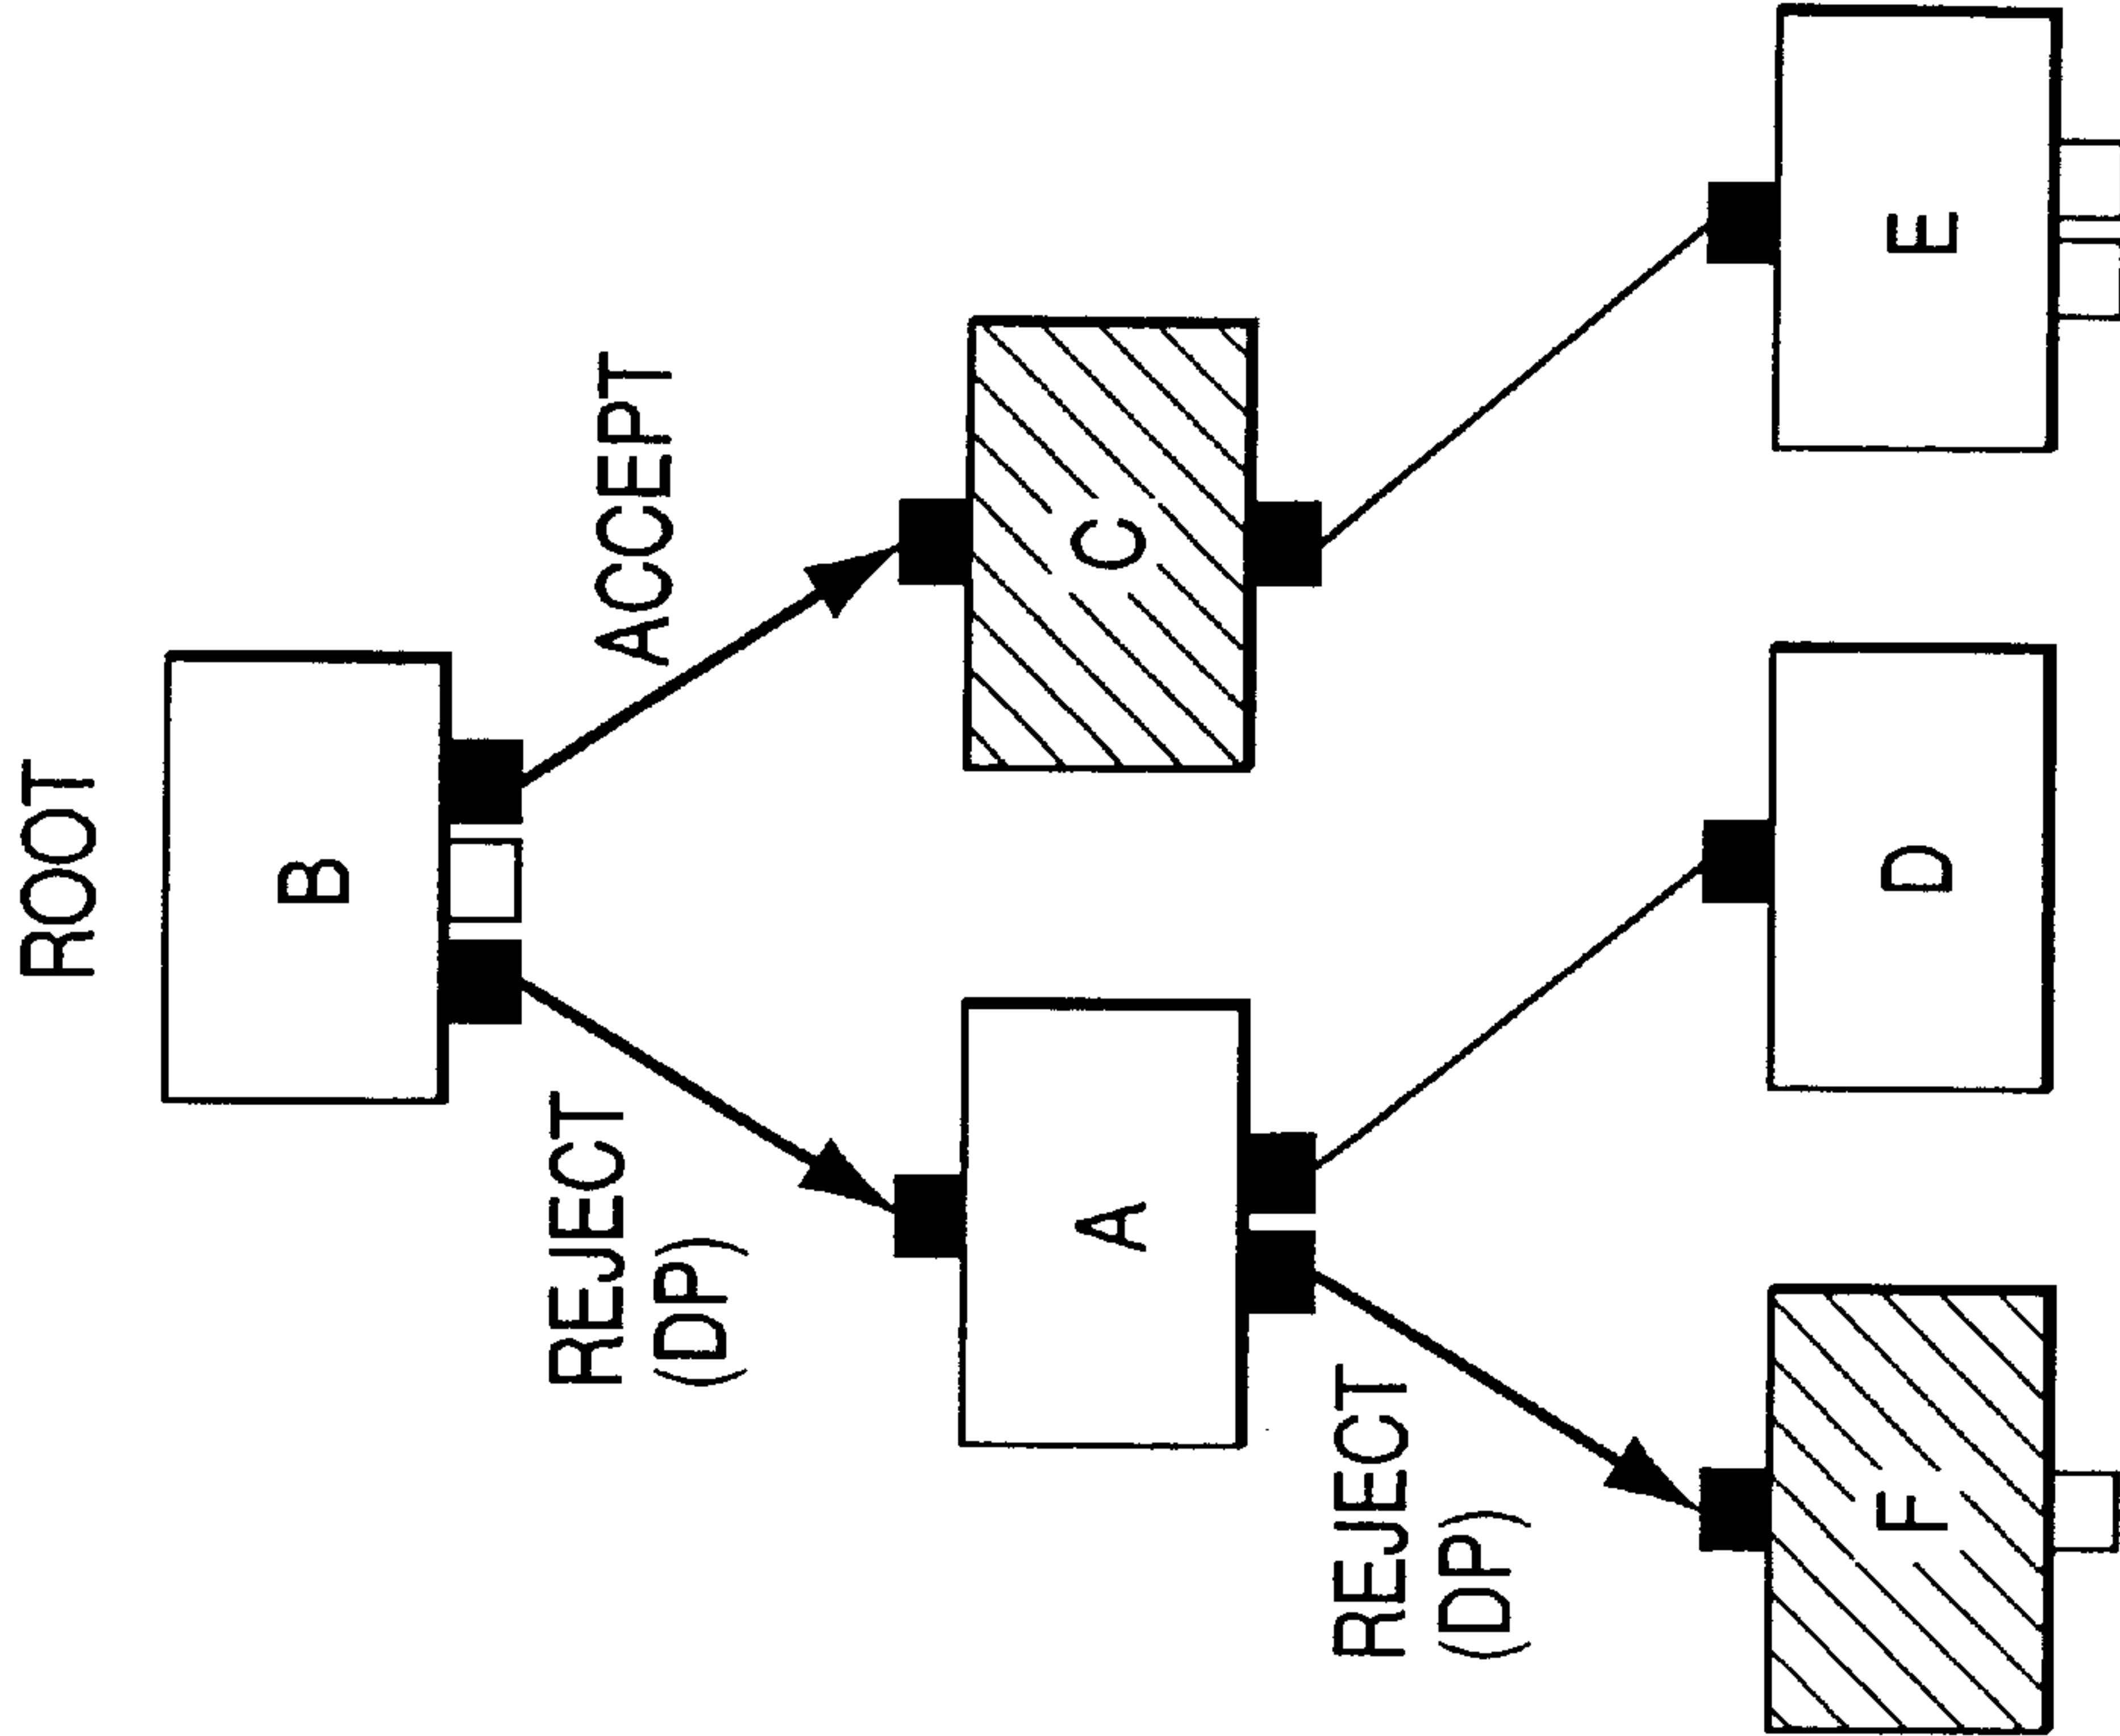 ROOT
B
REJECT
(DP)
ACCEPT
A
C
REJECT
(DP)
F
D
E